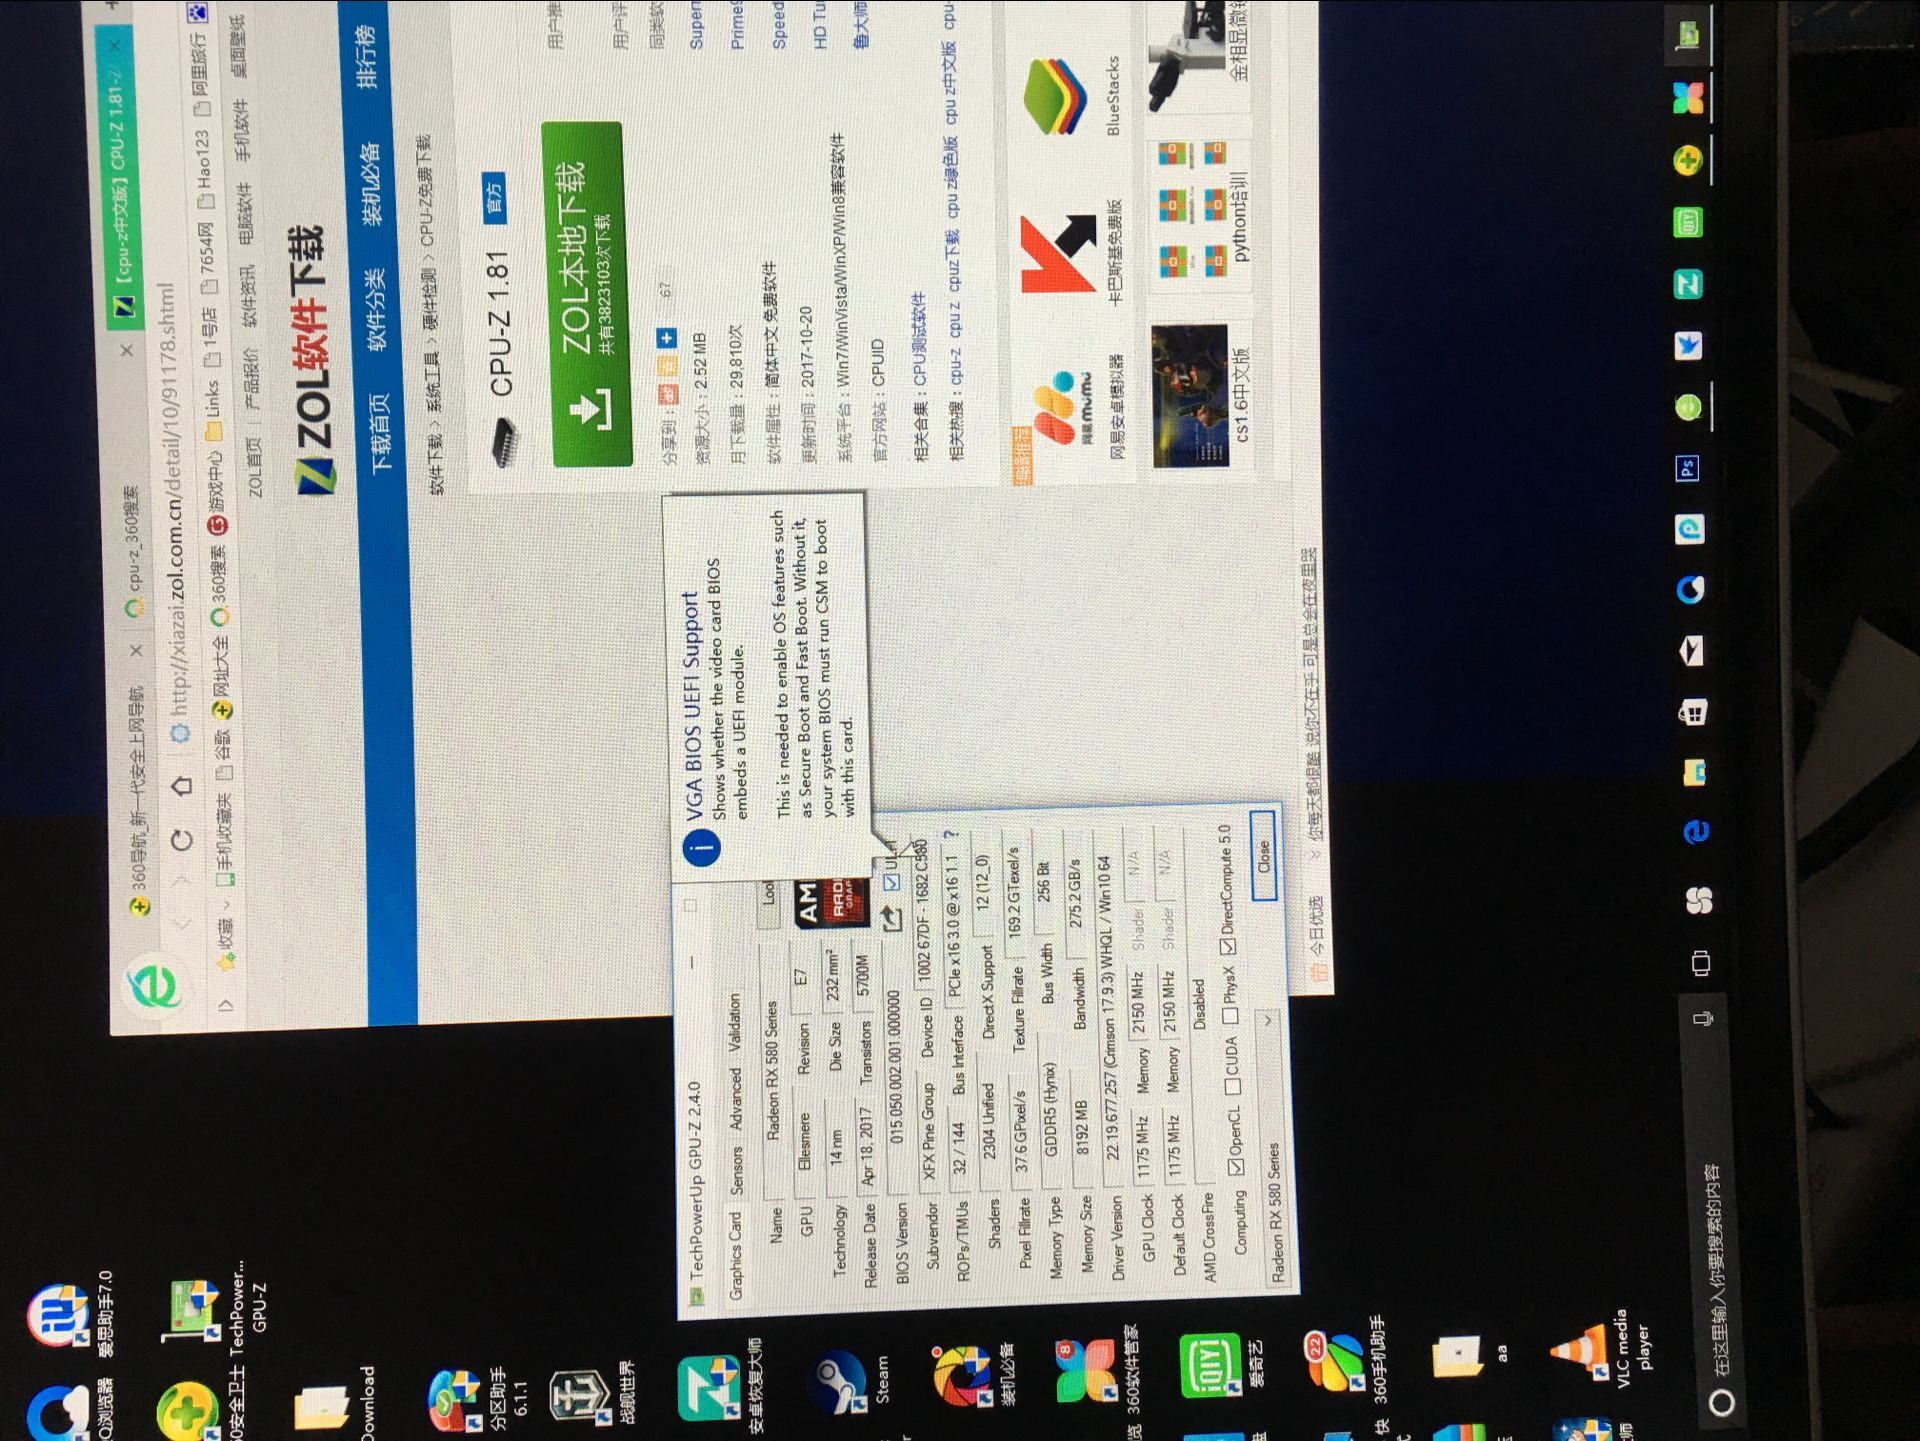 360导航_新一代安全上网导航
cpu-z_360搜索
【cpu-z中文版】CPU-Z 1.81-Z
http://xiazai.zol.com.cn/detail/10/91178.shtml
收藏
手机收藏夹
谷歌
网址大全
360搜索
游戏中心
Links
1号店
7654网
Hao123
阿里旅行
ZOL首页 | 产品报价 软件资讯 电脑软件 手机软件 桌面壁纸
ZOL软件下载
下载首页 软件分类 装机必备 排行榜
软件下载 > 系统工具 > 硬件检测 > CPU-Z免费下载
CPU-Z 1.81 官方
ZOL本地下载
共有3823103次下载
分享到： 67
资源大小：2.52 MB
月下载量：29,810次
软件属性：简体中文 免费软件
更新时间：2017-10-20
系统平台：Win7/WinVista/WinXP/Win8兼容软件
官方网站：CPUID
相关合集：CPU测试软件
相关热搜：cpu-z cpu z cpuz下载 cpu z绿色版 cpu z中文版 cpu-
用户推
用户评
同类软
Super
Prime9
Speed
HD Tu
鲁大师
网易MuMu
网易安卓模拟器
卡巴斯基免费版
BlueStacks
cs1.6中文版
python培训
金相显微
今日优选
你每天都很酷 说你不在乎 可是总会在夜里器
VGA BIOS UEFI Support
Shows whether the video card BIOS
embeds a UEFI module.
This is needed to enable OS features such
as Secure Boot and Fast Boot. Without it,
your system BIOS must run CSM to boot
with this card.
TechPowerUp GPU-Z 2.4.0
Graphics Card Sensors Advanced Validation
Name Radeon RX 580 Series Loo
GPU Ellesmere Revision E7
Technology 14 nm Die Size 232 mm²
Release Date Apr 18, 2017 Transistors 5700M
BIOS Version 015.050.002.001.000000
Subvendor XFX Pine Group Device ID 1002 67DF - 1682 C580
ROPs/TMUs 32 / 144 Bus Interface PCIe x16 3.0 @ x16 1.1 ?
Shaders 2304 Unified DirectX Support 12 (12_0)
Pixel Fillrate 37.6 GPixel/s Texture Fillrate 169.2 GTexel/s
Memory Type GDDR5 (Hynix) Bus Width 256 Bit
Memory Size 8192 MB Bandwidth 275.2 GB/s
Driver Version 22.19.677.257 (Crimson 17.9.3) WHQL / Win10 64
GPU Clock 1175 MHz Memory 2150 MHz Shader N/A
Default Clock 1175 MHz Memory 2150 MHz Shader N/A
AMD CrossFire Disabled
Computing OpenCL CUDA PhysX DirectCompute 5.0
Radeon RX 580 Series
Close
爱思助手7.0
TechPower...
GPU-Z
Q浏览器
0安全卫士
Download
分区助手
6.1.1
战舰世界
安卓恢复大师
Steam
装机必备
360软件管家
爱奇艺
360手机助手
aa
VLC media
player
在这里输入你要搜索的内容